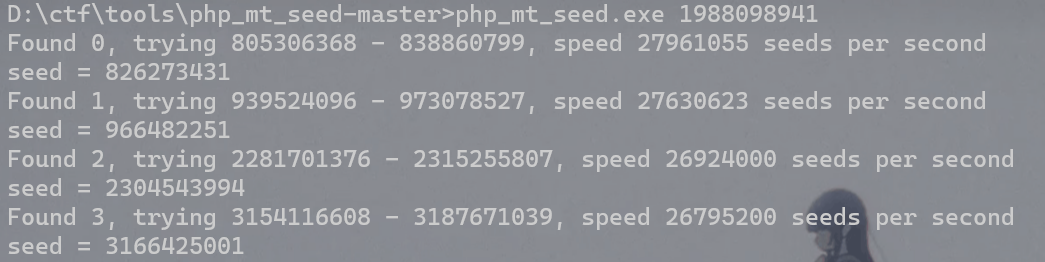 D:\ctf\tools\php_mt_seed-master>php_mt_seed.exe 1988098941
Found 0, trying 805306368 - 838860799, speed 27961055 seeds per second
seed = 826273431
Found 1, trying 939524096 - 973078527, speed 27630623 seeds per second
seed = 966482251
Found 2, trying 2281701376 - 2315255807, speed 26924000 seeds per second
seed = 2304543994
Found 3, trying 3154116608 - 3187671039, speed 26795200 seeds per second
seed = 3166425001